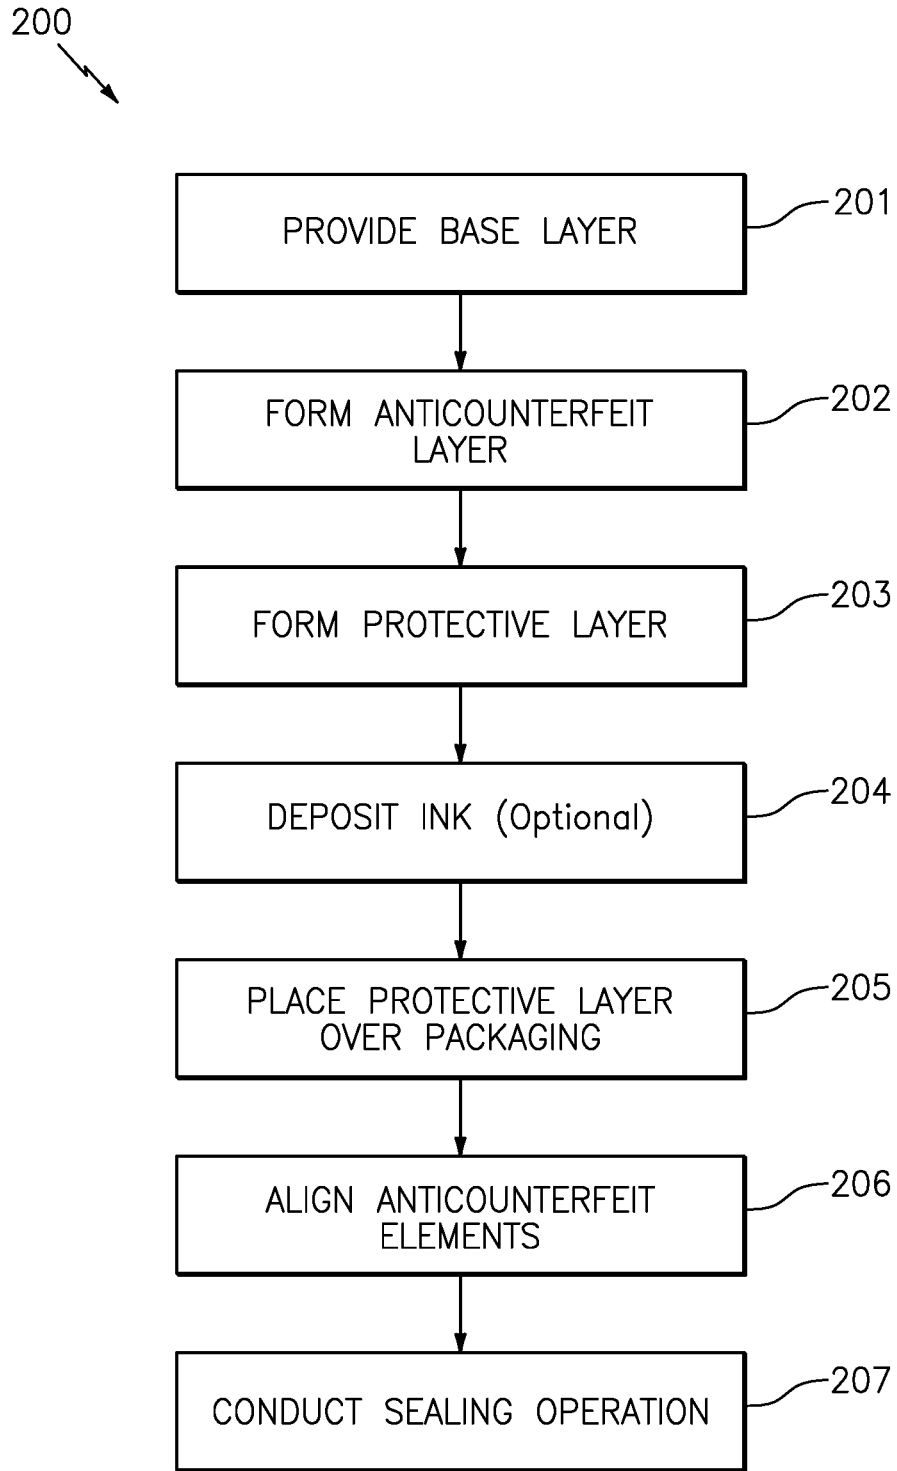 200
PROVIDE BASE LAYER
201
FORM ANTICOUNTERFEIT
LAYER
202
FORM PROTECTIVE LAYER
203
DEPOSIT INK (Optional)
204
PLACE PROTECTIVE LAYER
OVER PACKAGING
205
ALIGN ANTICOUNTERFEIT
ELEMENTS
206
CONDUCT SEALING OPERATION
207